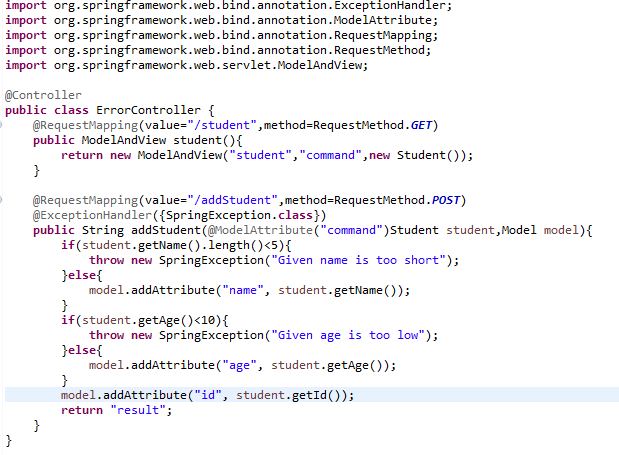 import org.springframework.web.bind.annotation.ExceptionHandler;
import org.springframework.web.bind.annotation.ModelAttribute;
import org.springframework.web.bind.annotation.RequestMapping;
import org.springframework.web.bind.annotation.RequestMethod;
import org.springframework.web.servlet.ModelAndView;

@Controller
public class ErrorController {
    @RequestMapping(value="/student",method=RequestMethod.GET)
    public ModelAndView student(){
        return new ModelAndView("student","command",new Student());
    }

    @RequestMapping(value="/addStudent",method=RequestMethod.POST)
    @ExceptionHandler({SpringException.class})
    public String addStudent(@ModelAttribute("command")Student student,Model model){
        if(student.getName().length()<5){
            throw new SpringException("Given name is too short");
        }else{
            model.addAttribute("name", student.getName());
        }
        if(student.getAge()<10){
            throw new SpringException("Given age is too low");
        }else{
            model.addAttribute("age", student.getAge());
        }
        model.addAttribute("id", student.getId());
        return "result";
    }
}